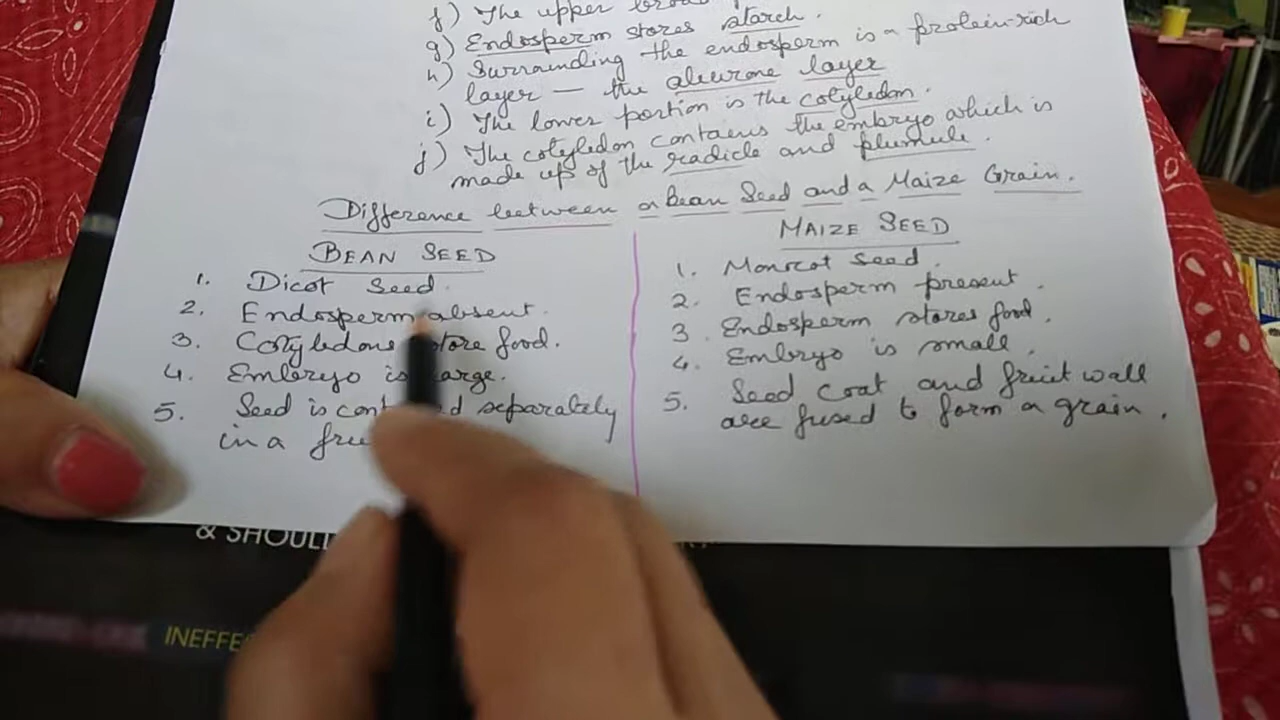 f) The upper
g) Endosperm stores starch.
h) Surrounding the endosperm is a protein-rich
layer — the aleurone layer
i) The lower portion is the cotyledon.
j) The cotyledon contains the embryo which is
made up of the radicle and plumule.
Difference between a Bean Seed and a Maize Grain.
BEAN SEED
1. Dicot Seed.
2. Endosperm absent.
3. Cotyledons store food.
4. Embryo is large.
5. Seed is separately
in a
MAIZE SEED
1. Monocot Seed.
2. Endosperm present.
3. Endosperm stores food.
4. Embryo is small.
5. Seed coat and fruit wall
are fused to form a grain.
& SHOUL
INEFFE